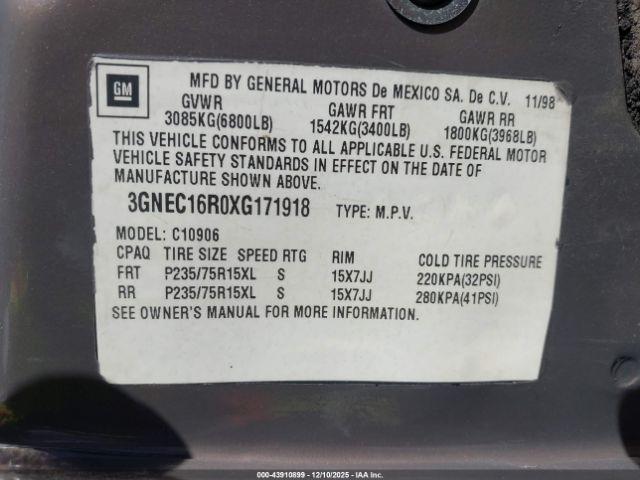 GM
MFD BY GENERAL MOTORS De MEXICO SA. De C.V. 11/98
GVWR GAWR FRT GAWR RR
3085KG(6800LB) 1542KG(3400LB) 1800KG(3968LB)
THIS VEHICLE CONFORMS TO ALL APPLICABLE U.S. FEDERAL MOTOR
VEHICLE SAFETY STANDARDS IN EFFECT ON THE DATE OF
MANUFACTURE SHOWN ABOVE.
3GNEC16R0XG171918 TYPE: M.P.V.
MODEL: C10906
CPAQ TIRE SIZE SPEED RTG RIM COLD TIRE PRESSURE
FRT P235/75R15XL S 15X7JJ 220KPA(32PSI)
RR P235/75R15XL S 15X7JJ 280KPA(41PSI)
SEE OWNER'S MANUAL FOR MORE INFORMATION.
000-43910899 - 12/10/2025 - IAAI.COM